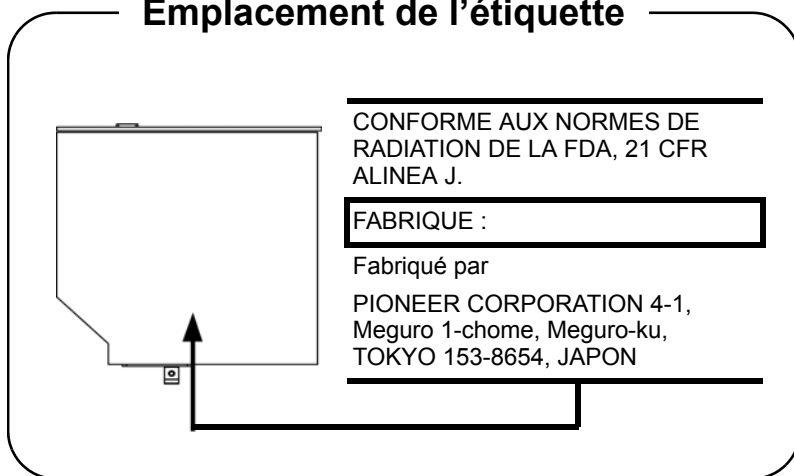 Emplacement de l’étiquette
CONFORME AUX NORMES DE
RADIATION DE LA FDA, 21 CFR
ALINEA J.
FABRIQUE :
Fabriqué par
PIONEER CORPORATION 4-1,
Meguro 1-chome, Meguro-ku,
TOKYO 153-8654, JAPON